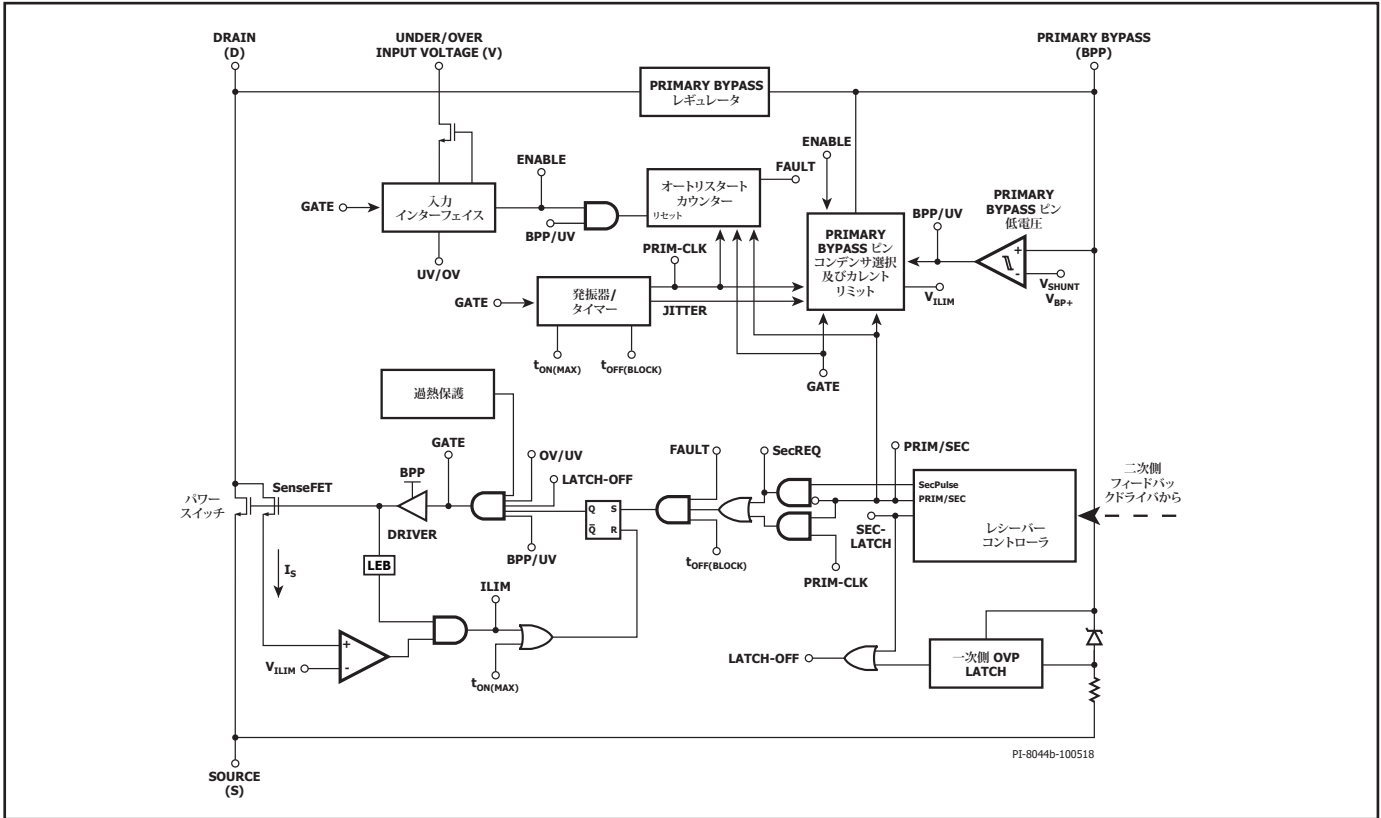 DRAIN
(D)
UNDER/OVER
INPUT VOLTAGE (V)
PRIMARY BYPASS
(BPP)
PRIMARY BYPASS
レギュレータ
ENABLE
ENABLE
FAULT
オートリスタート
カウンター
リセット
GATE
入力
インターフェイス
BPP/UV
UV/OV
PRIM-CLK
PRIMARY
BYPASS ピン
コンデンサ選択
及びカレント
リミット
BPP/UV
PRIMARY
BYPASS ピン
低電圧
+
-
VSHUNT
VBP+
VILIM
GATE
発振器/
タイマー
JITTER
tON(MAX)
tOFF(BLOCK)
GATE
過熱保護
GATE
BPP
OV/UV
LATCH-OFF
FAULT
SecREQ
PRIM/SEC
SecPulse
PRIM/SEC
二次側
フィードバッ
クドライバから
パワー
スイッチ
SenseFET
DRIVER
BPP/UV
Q
S
Q
R
tOFF(BLOCK)
SEC-
LATCH
レシーバー
コントローラ
PRIM-CLK
LEB
IS
ILIM
+
-
VILIM
tON(MAX)
LATCH-OFF
一次側 OVP
LATCH
SOURCE
(S)
PI-8044b-100518